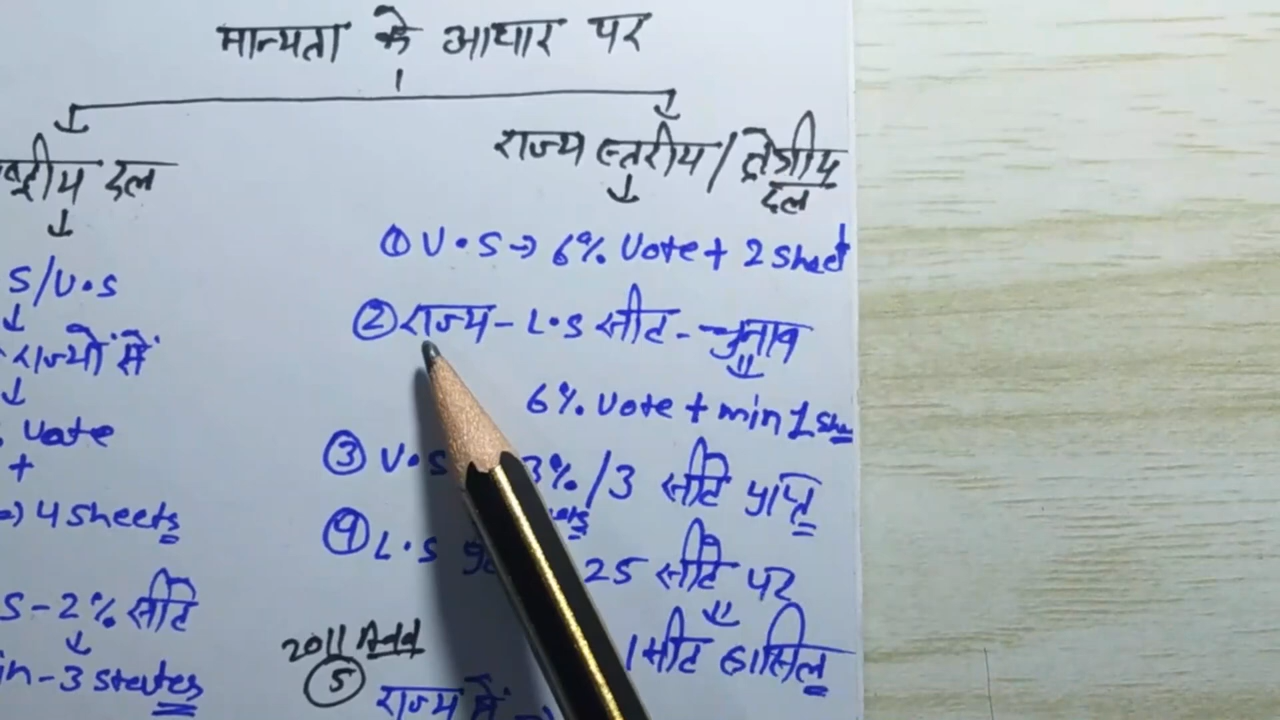 मान्यता के आधार पर
दल
राज्य स्तरीय / क्षेत्रीय
दल
S/V.S
राज्यों में
Vote
+
4 Sheets
S - 2% सीटे
in - 3 states
① V.S → 6% Vote + 2 Sheet
② राज्य - L.S सीट - चुनाव
6% Vote + min 1
③ V.S 3% / 3 सीटे प्राप्त
④ L.S 25 सीटे पर
1 सीट हासिल
2011 Add
⑤ राज्य में